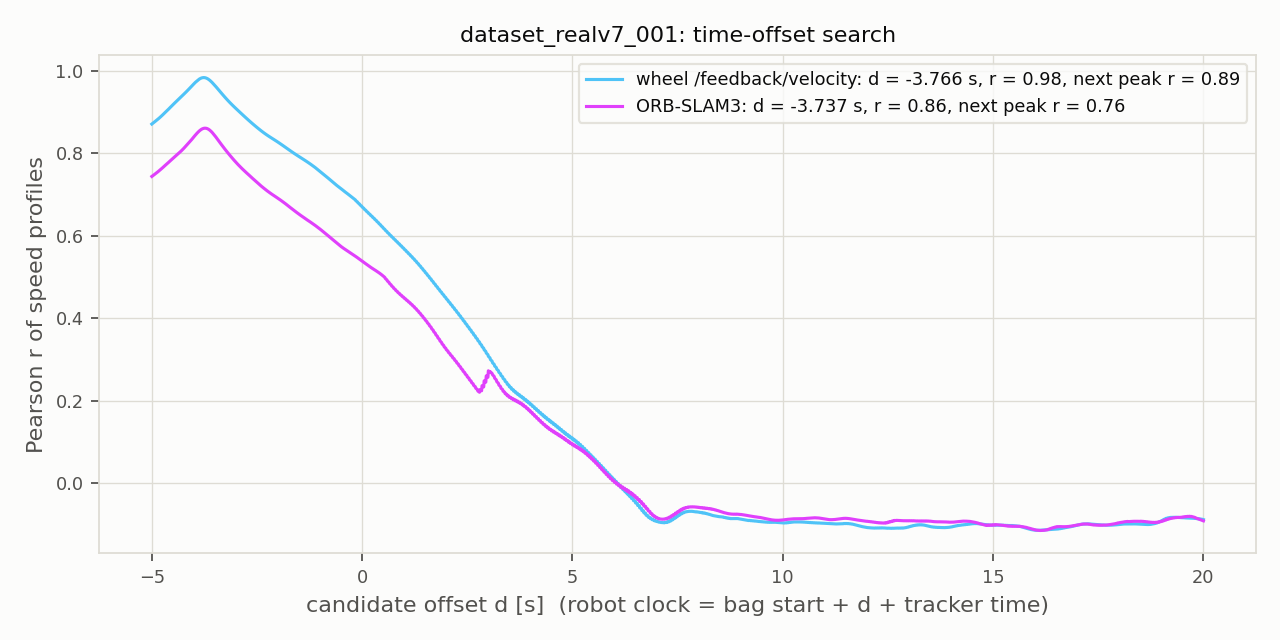 dataset_realv7_001: time-offset search
wheel /feedback/velocity: d = -3.766 s, r = 0.98, next peak r = 0.89
ORB-SLAM3: d = -3.737 s, r = 0.86, next peak r = 0.76
Pearson r of speed profiles
1.0
0.8
0.6
0.4
0.2
0.0
−5
0
5
10
15
20
candidate offset d [s]  (robot clock = bag start + d + tracker time)